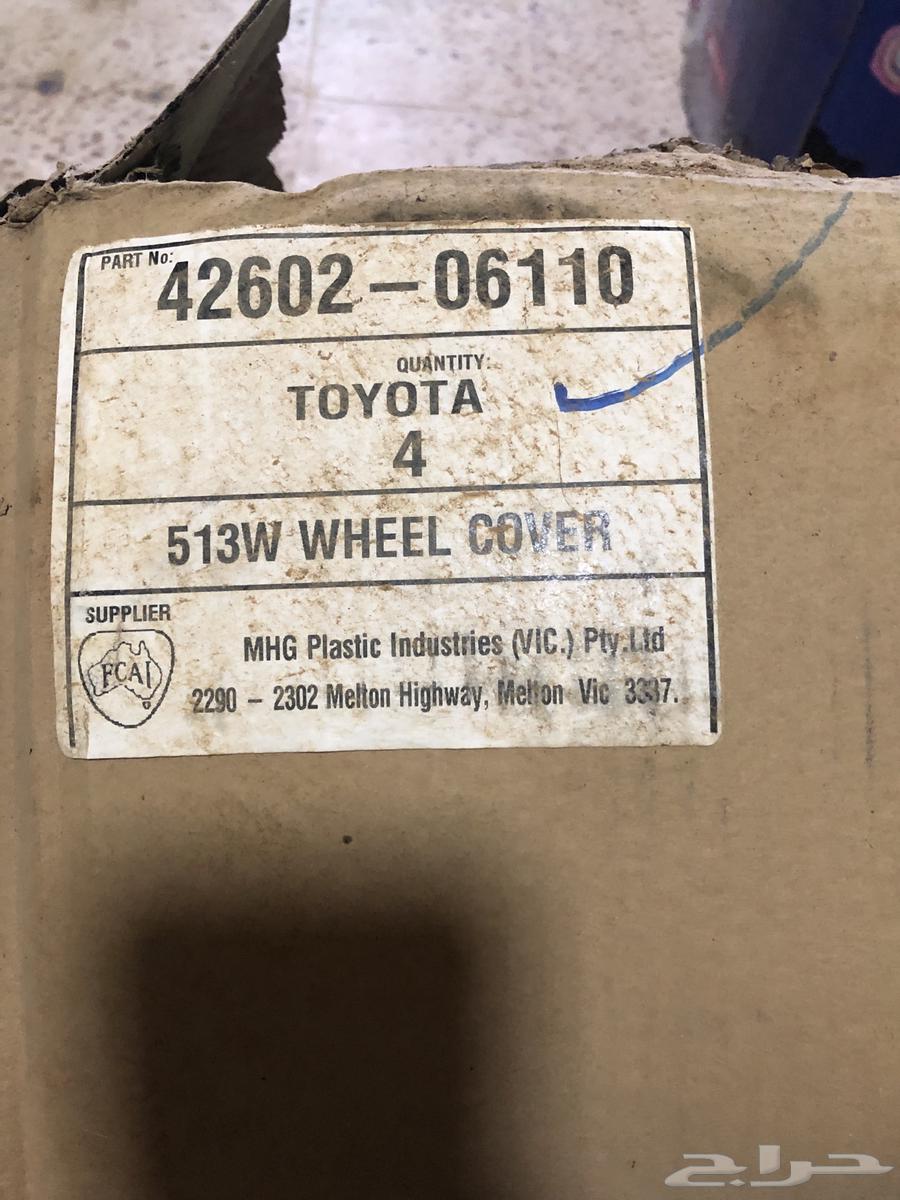 PART No:
42602-06110
QUANTITY:
TOYOTA
4
513W WHEEL COVER
SUPPLIER
FCAI
MHG Plastic Industries (VIC.) Pty.Ltd
2290 - 2302 Melton Highway, Melton Vic 3337.
حراج